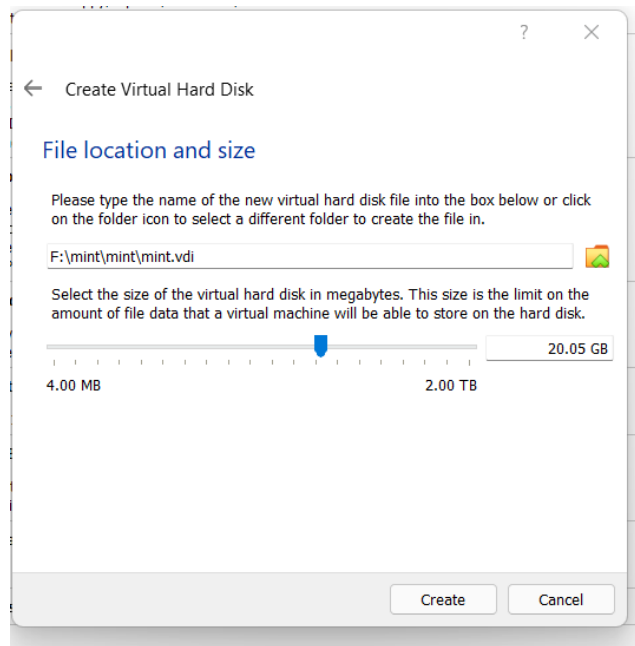 ?
Create Virtual Hard Disk
File location and size
Please type the name of the new virtual hard disk file into the box below or click
on the folder icon to select a different folder to create the file in.
F:\mint\mint\mint.vdi
Select the size of the virtual hard disk in megabytes. This size is the limit on the
amount of file data that a virtual machine will be able to store on the hard disk.
20.05 GB
4.00 MB 2.00 TB
Create Cancel